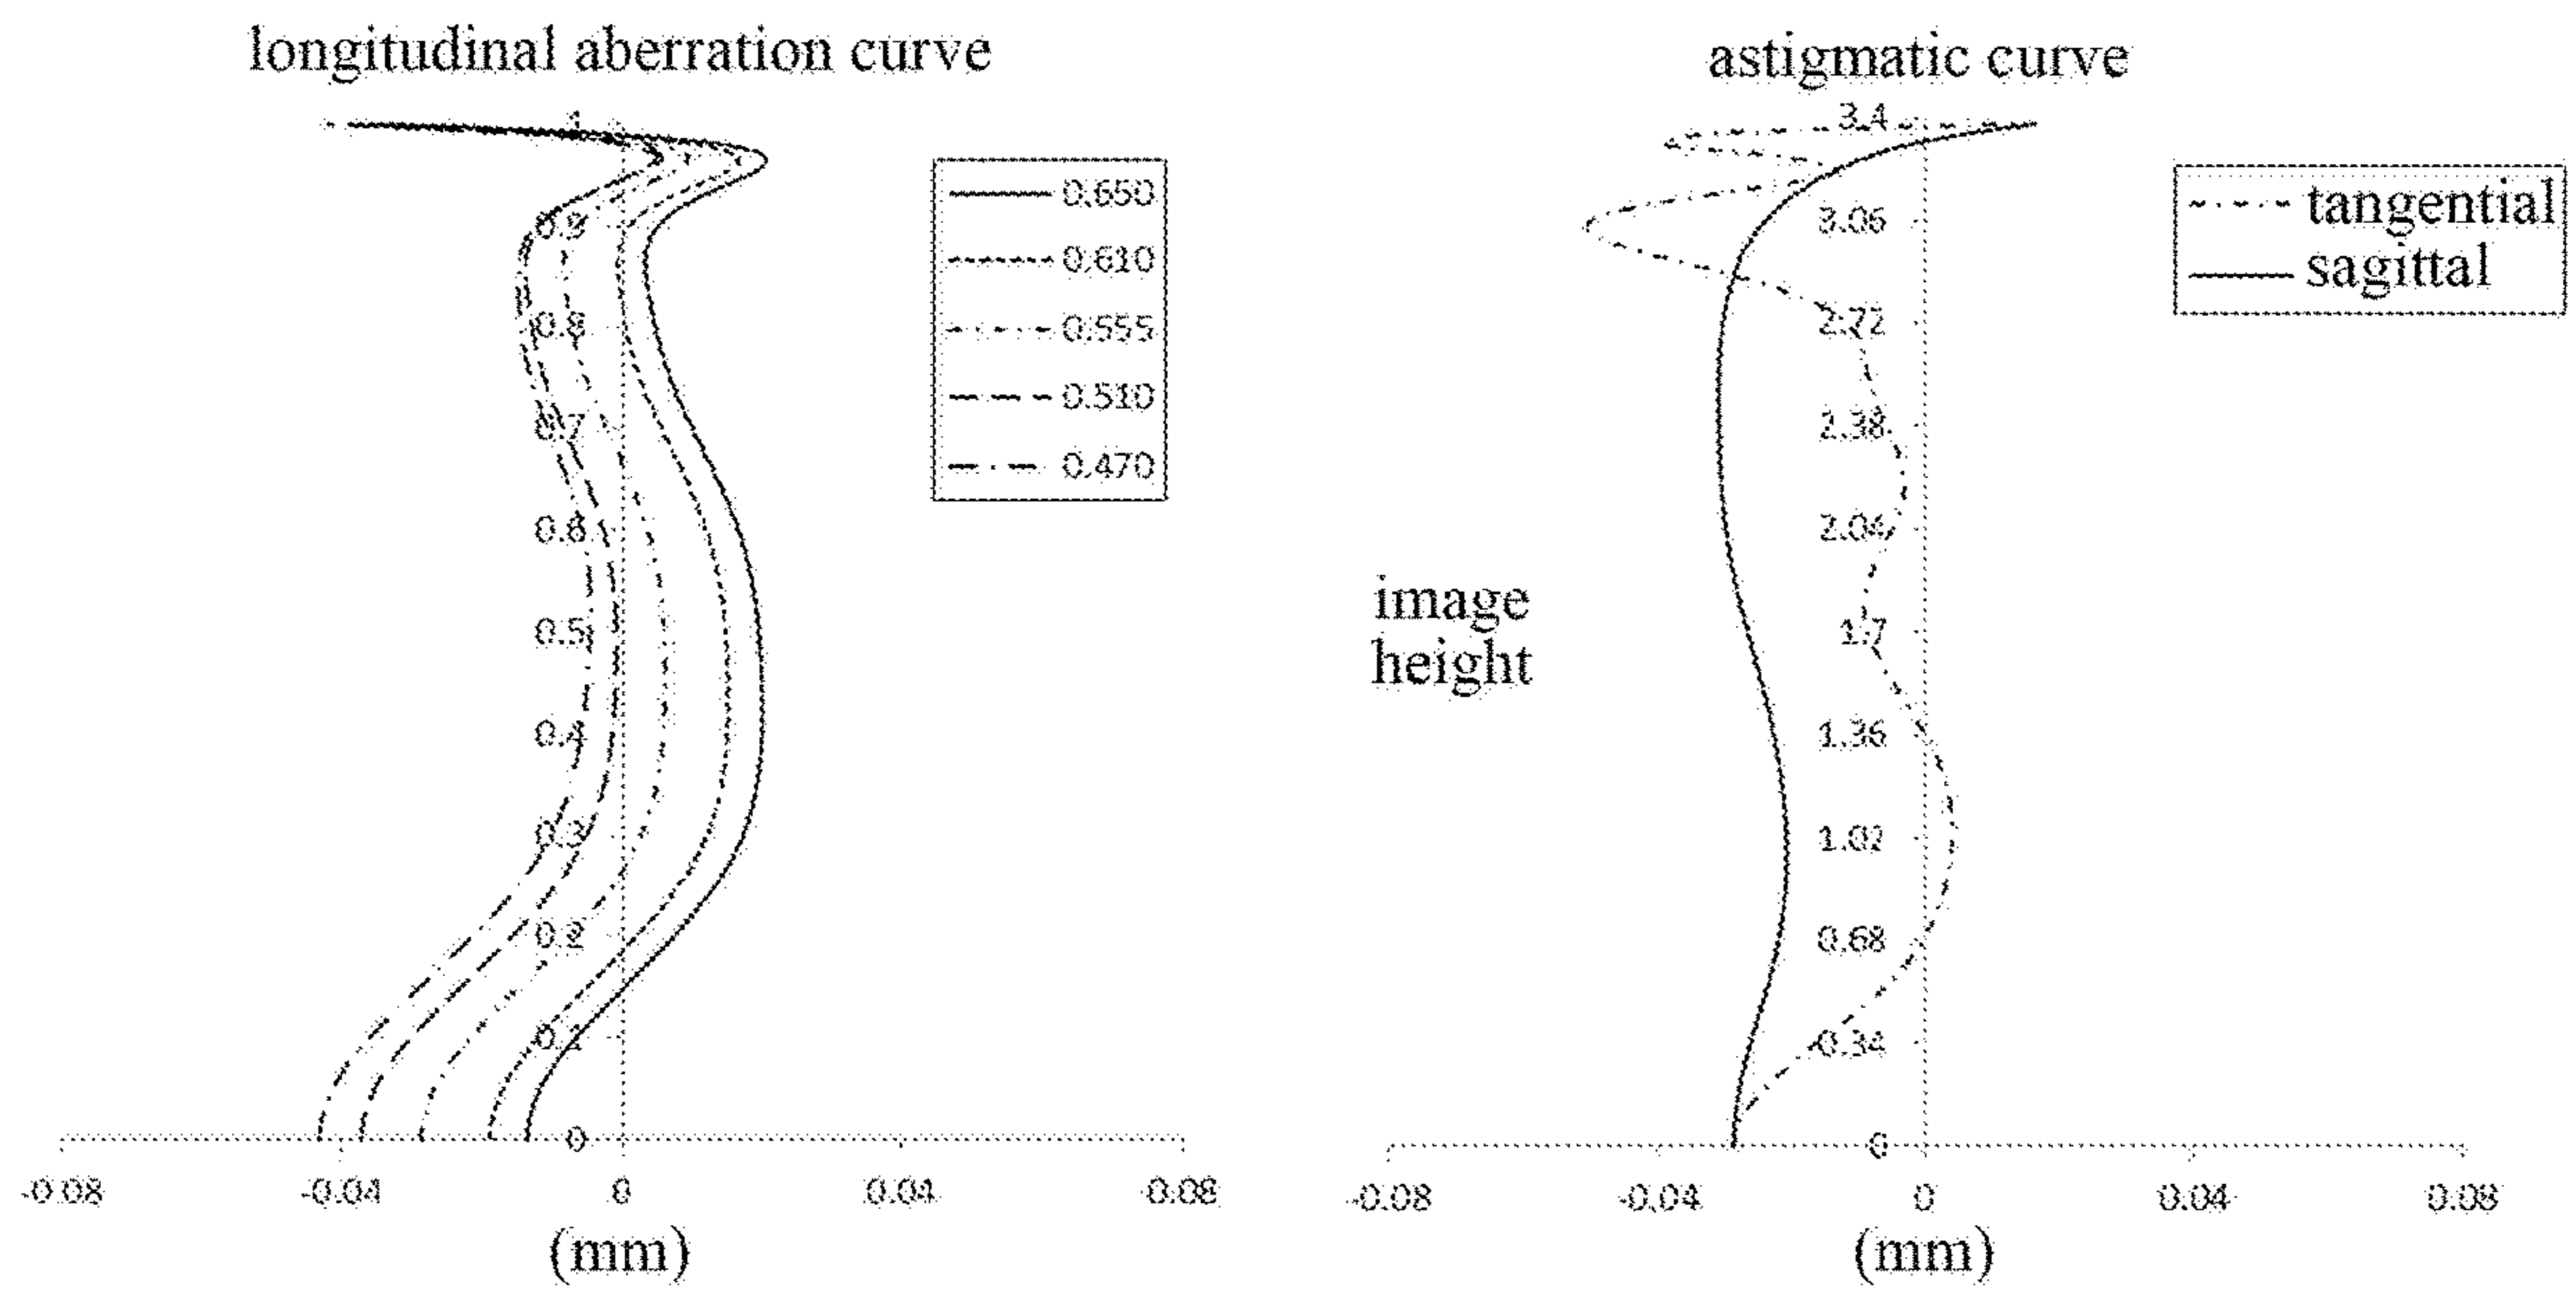 longitudinal aberration curve
1
0.9
0.8
0.7
0.6
0.5
0.4
0.3
0.2
0.1
0
-0.08 -0.04 0 0.04 0.08
(mm)
0.650
0.610
0.555
0.510
0.470
astigmatic curve
3.4
3.06
2.72
2.38
2.04
1.7
1.36
1.02
0.68
0.34
0
image
height
-0.08 -0.04 0 0.04 0.08
(mm)
tangential
sagittal